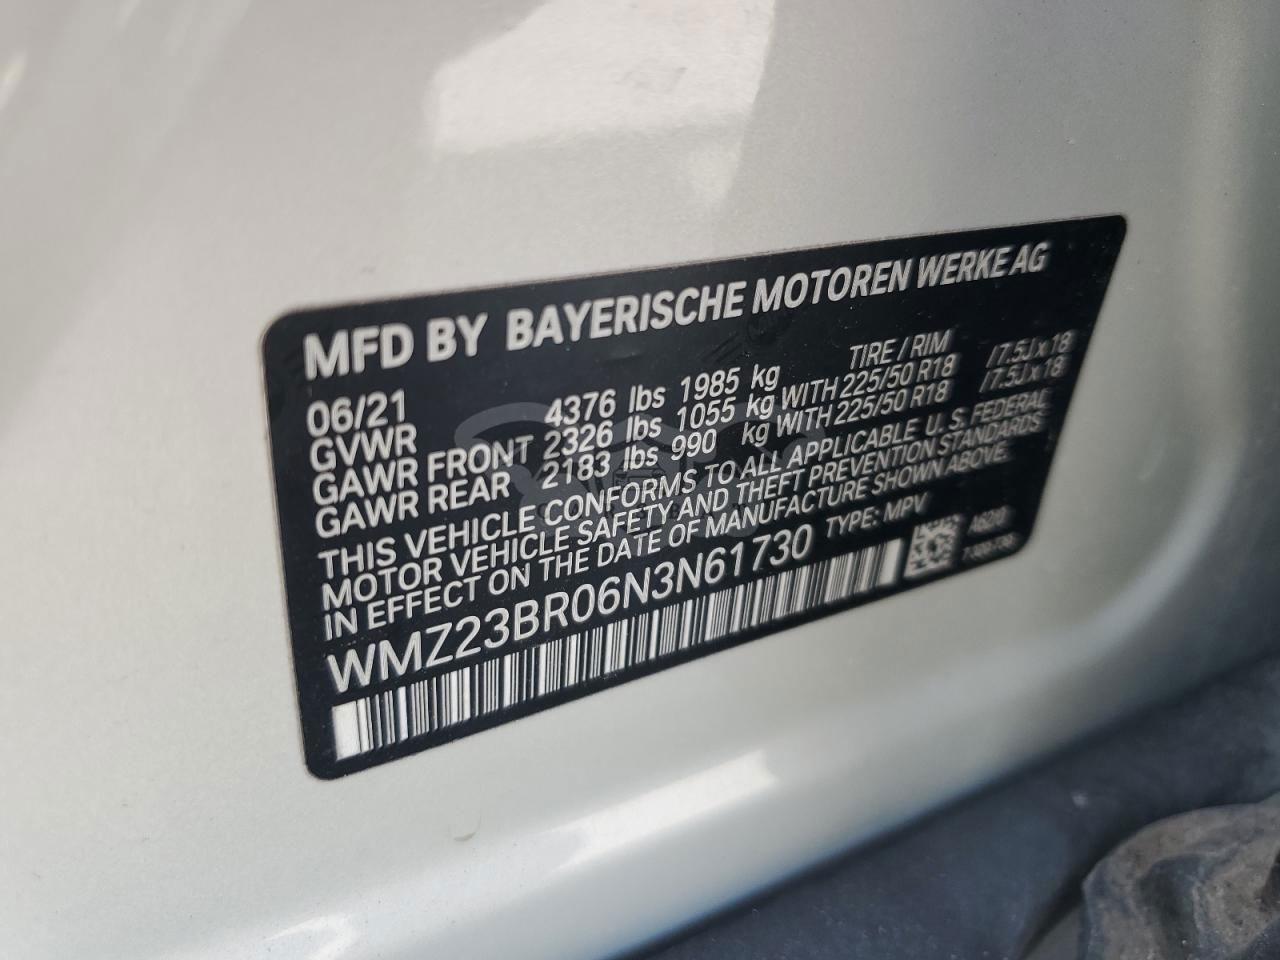 MFD BY BAYERISCHE MOTOREN WERKE AG
06/21 TIRE / RIM
GVWR 4376 lbs 1985 kg
GAWR FRONT 2326 lbs 1055 kg WITH 225/50 R18 /7.5J x 18
GAWR REAR 2183 lbs 990 kg WITH 225/50 R18 /7.5J x 18
THIS VEHICLE CONFORMS TO ALL APPLICABLE U. S. FEDERAL
MOTOR VEHICLE SAFETY AND THEFT PREVENTION STANDARDS
IN EFFECT ON THE DATE OF MANUFACTURE SHOWN ABOVE.
WMZ23BR06N3N61730 TYPE: MPV